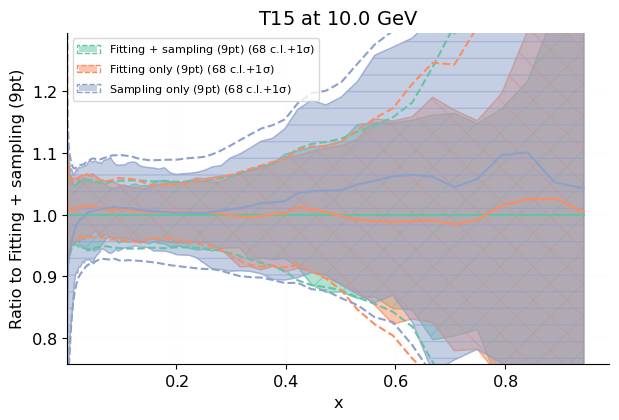 T15 at 10.0 GeV
Fitting + sampling (9pt) (68 c.l.+1σ)
Fitting only (9pt) (68 c.l.+1σ)
Sampling only (9pt) (68 c.l.+1σ)
Ratio to Fitting + sampling (9pt)
1.2
1.1
1.0
0.9
0.8
0.2 0.4 0.6 0.8
x